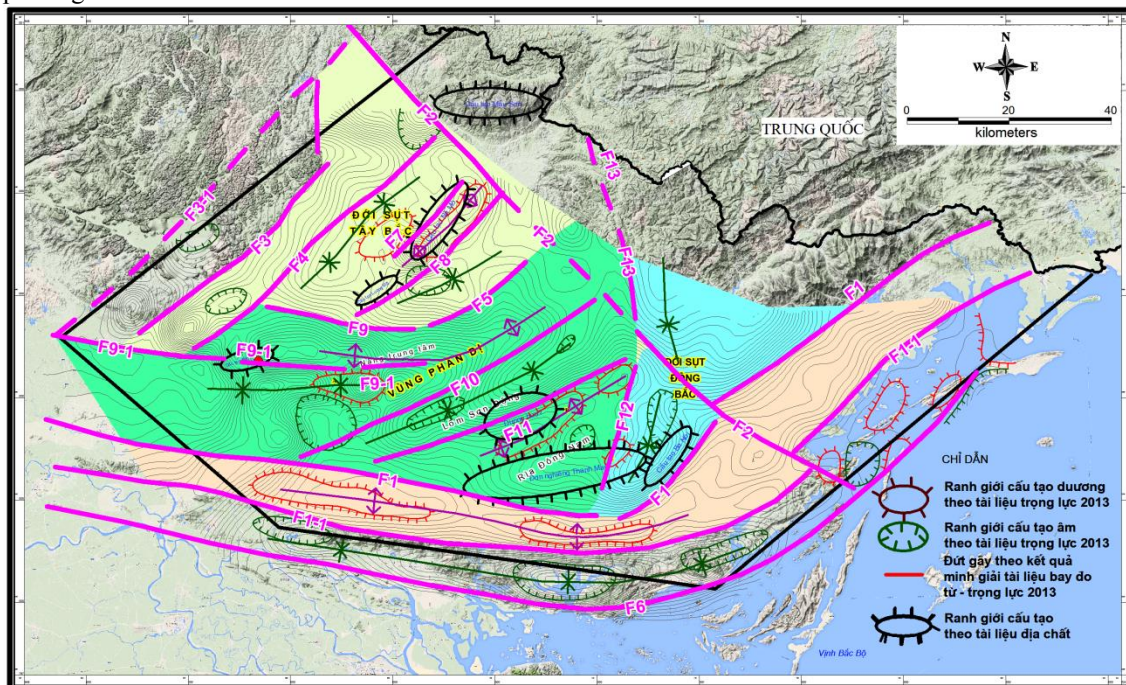 N
W E
S
0 20 40
kilometers
TRUNG QUỐC
F2
F13
F3-1
F3
F4
ĐỚI SỤT
TÂY BẮC
F7
F8
F2
F13
F5
F1
F9
F9-1
F9-1
F9-1
VÙNG PHÂN DỊ
F10
F11
F12
ĐỚI SỤT
ĐÔNG
BẮC
F1-1
F2
Rìa Đông Nam
F1
F1
F1-1
F6
Vịnh Bắc Bộ
CHỈ DẪN
Ranh giới cấu tạo dương
theo tài liệu trọng lực 2013
Ranh giới cấu tạo âm
theo tài liệu trọng lực 2013
Đứt gãy theo kết quả
minh giải tài liệu bay đo
từ - trọng lực 2013
Ranh giới cấu tạo
theo tài liệu địa chất